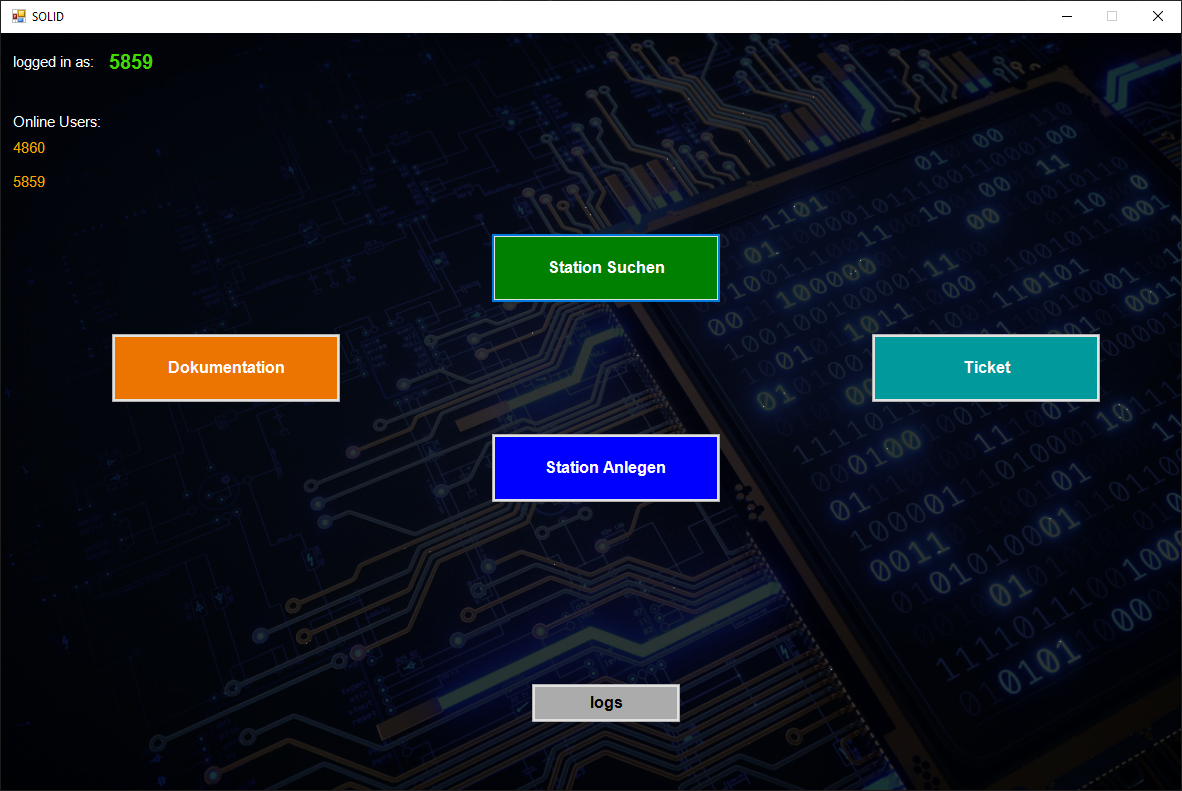 SOLID
logged in as: 5859
Online Users:
4860
5859
Station Suchen
Dokumentation
Ticket
Station Anlegen
logs